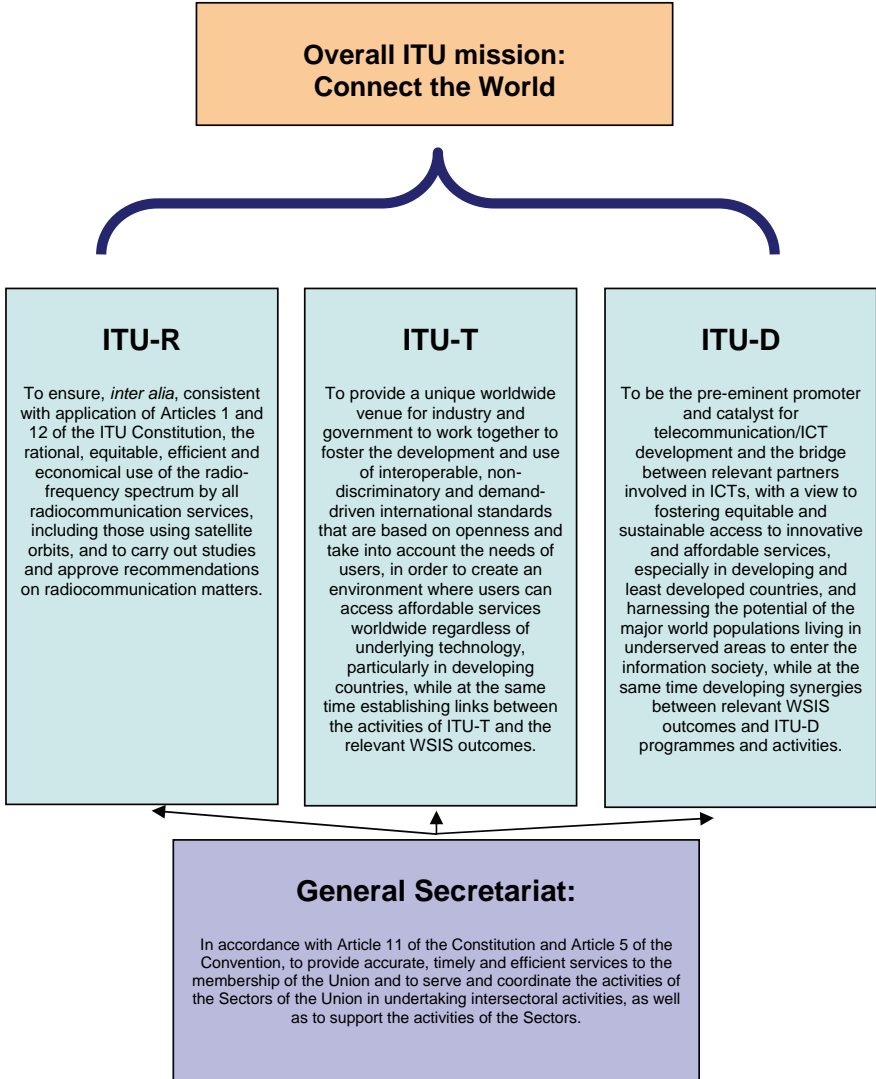 Overall ITU mission:
Connect the World
ITU-R
To ensure, inter alia, consistent
with application of Articles 1 and
12 of the ITU Constitution, the
rational, equitable, efficient and
economical use of the radio-
frequency spectrum by all
radiocommunication services,
including those using satellite
orbits, and to carry out studies
and approve recommendations
on radiocommunication matters.
ITU-T
To provide a unique worldwide
venue for industry and
government to work together to
foster the development and use
of interoperable, non-
discriminatory and demand-
driven international standards
that are based on openness and
take into account the needs of
users, in order to create an
environment where users can
access affordable services
worldwide regardless of
underlying technology,
particularly in developing
countries, while at the same
time establishing links between
the activities of ITU-T and the
relevant WSIS outcomes.
ITU-D
To be the pre-eminent promoter
and catalyst for
telecommunication/ICT
development and the bridge
between relevant partners
involved in ICTs, with a view to
fostering equitable and
sustainable access to innovative
and affordable services,
especially in developing and
least developed countries, and
harnessing the potential of the
major world populations living in
underserved areas to enter the
information society, while at the
same time developing synergies
between relevant WSIS
outcomes and ITU-D
programmes and activities.
General Secretariat:
In accordance with Article 11 of the Constitution and Article 5 of the
Convention, to provide accurate, timely and efficient services to the
membership of the Union and to serve and coordinate the activities of
the Sectors of the Union in undertaking intersectoral activities, as well
as to support the activities of the Sectors.